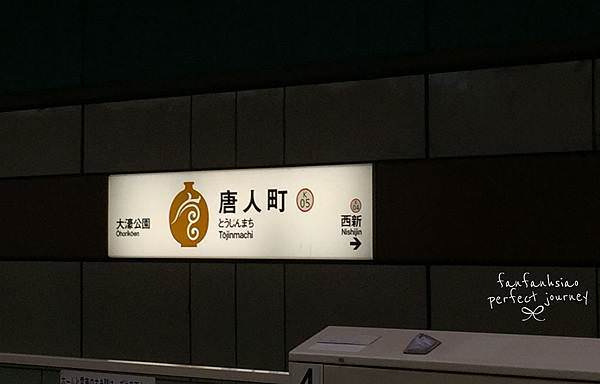 大濠公園
Ōhorikōen
唐人町
とうじんまち
Tōjinmachi
K
05
K
04
西新
Nishijin
→
fanfanhsiao
perfect journey
4